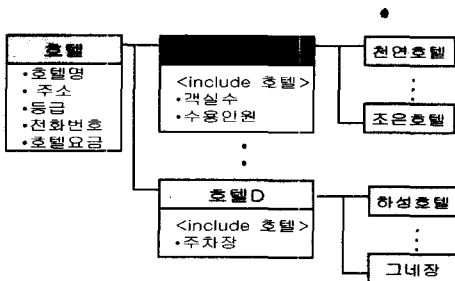 호텔
•호텔명
• 주소
•등급
•전화번호
•호텔요금
<include 호텔>
•객실수
•수용인원
호텔D
<include 호텔>
•주차장
천연호텔
조은호텔
하성호텔
그네장